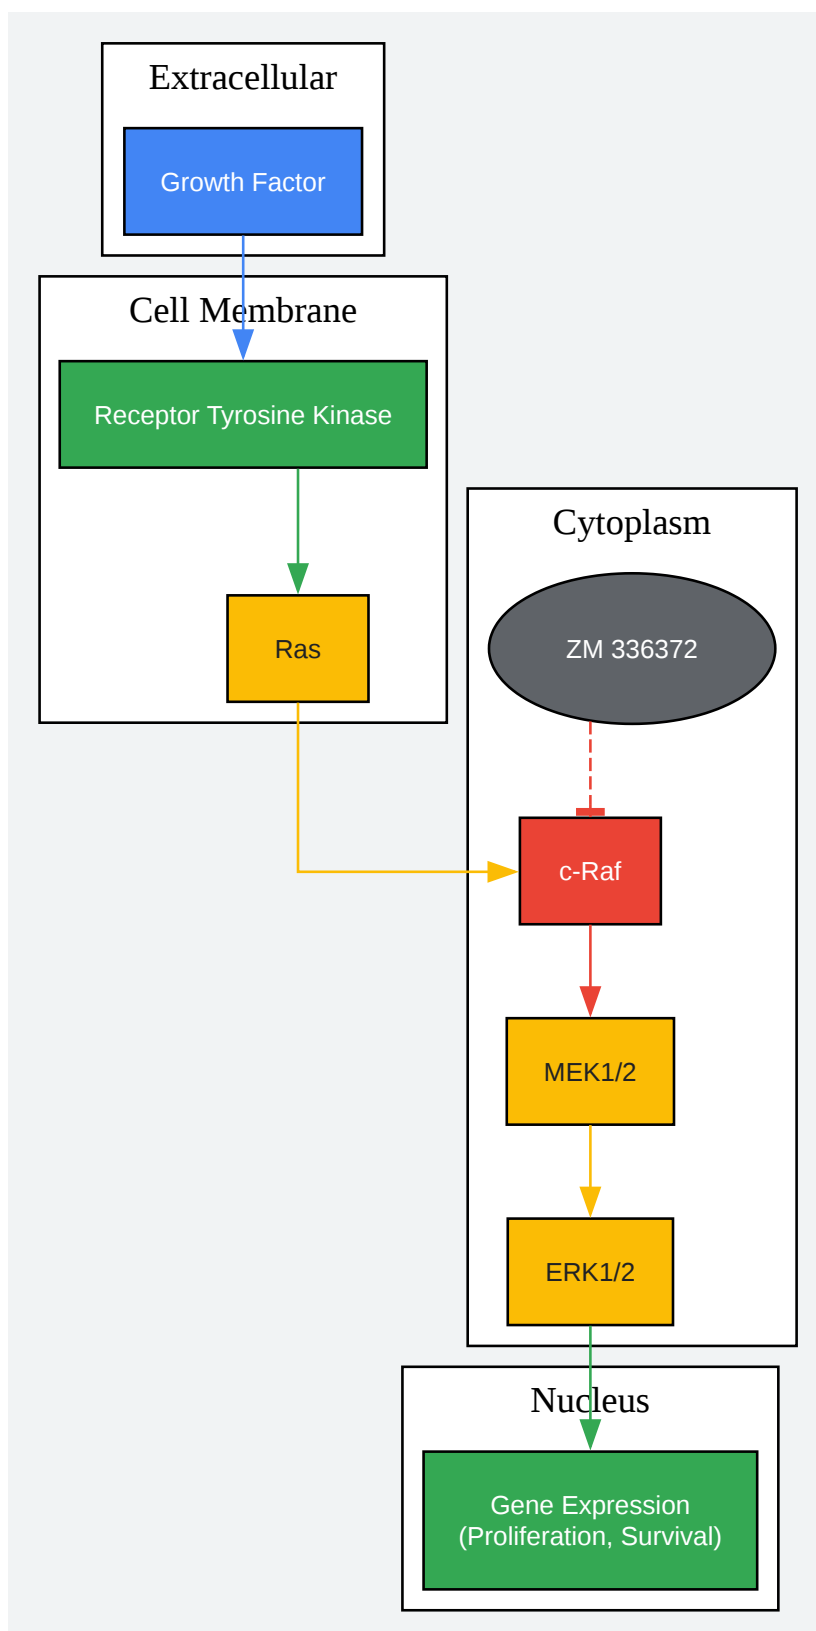 Extracellular
Growth Factor
Cell Membrane
Receptor Tyrosine Kinase
Ras
Cytoplasm
ZM 336372
c-Raf
MEK1/2
ERK1/2
Nucleus
Gene Expression
(Proliferation, Survival)